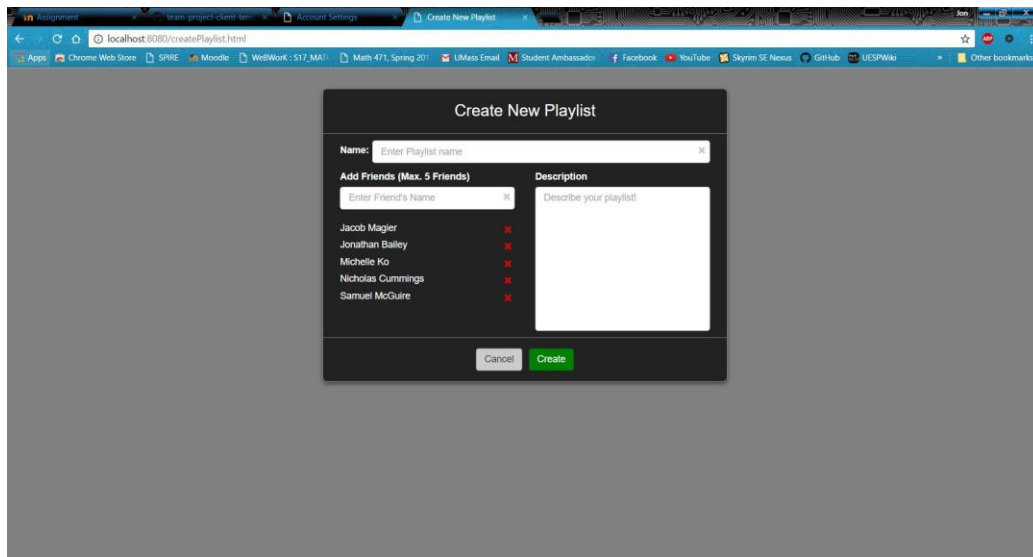 in Assignment
team-project-client-tem
Account Settings
Create New Playlist
Jon
localhost:8080/createPlaylist.html
Apps
Chrome Web Store
SPIRE
Moodle
WeBWorK : S17_MAT
Math 471, Spring 201
UMass Email
M Student Ambassador
f Facebook
YouTube
Skyrim SE Nexus
GitHub
UESPWiki
»
Other bookmarks
Create New Playlist
Name: Enter Playlist name
Add Friends (Max. 5 Friends)
Enter Friend's Name
Jacob Magier
Jonathan Bailey
Michelle Ko
Nicholas Cummings
Samuel McGuire
Description
Describe your playlist!
Cancel Create